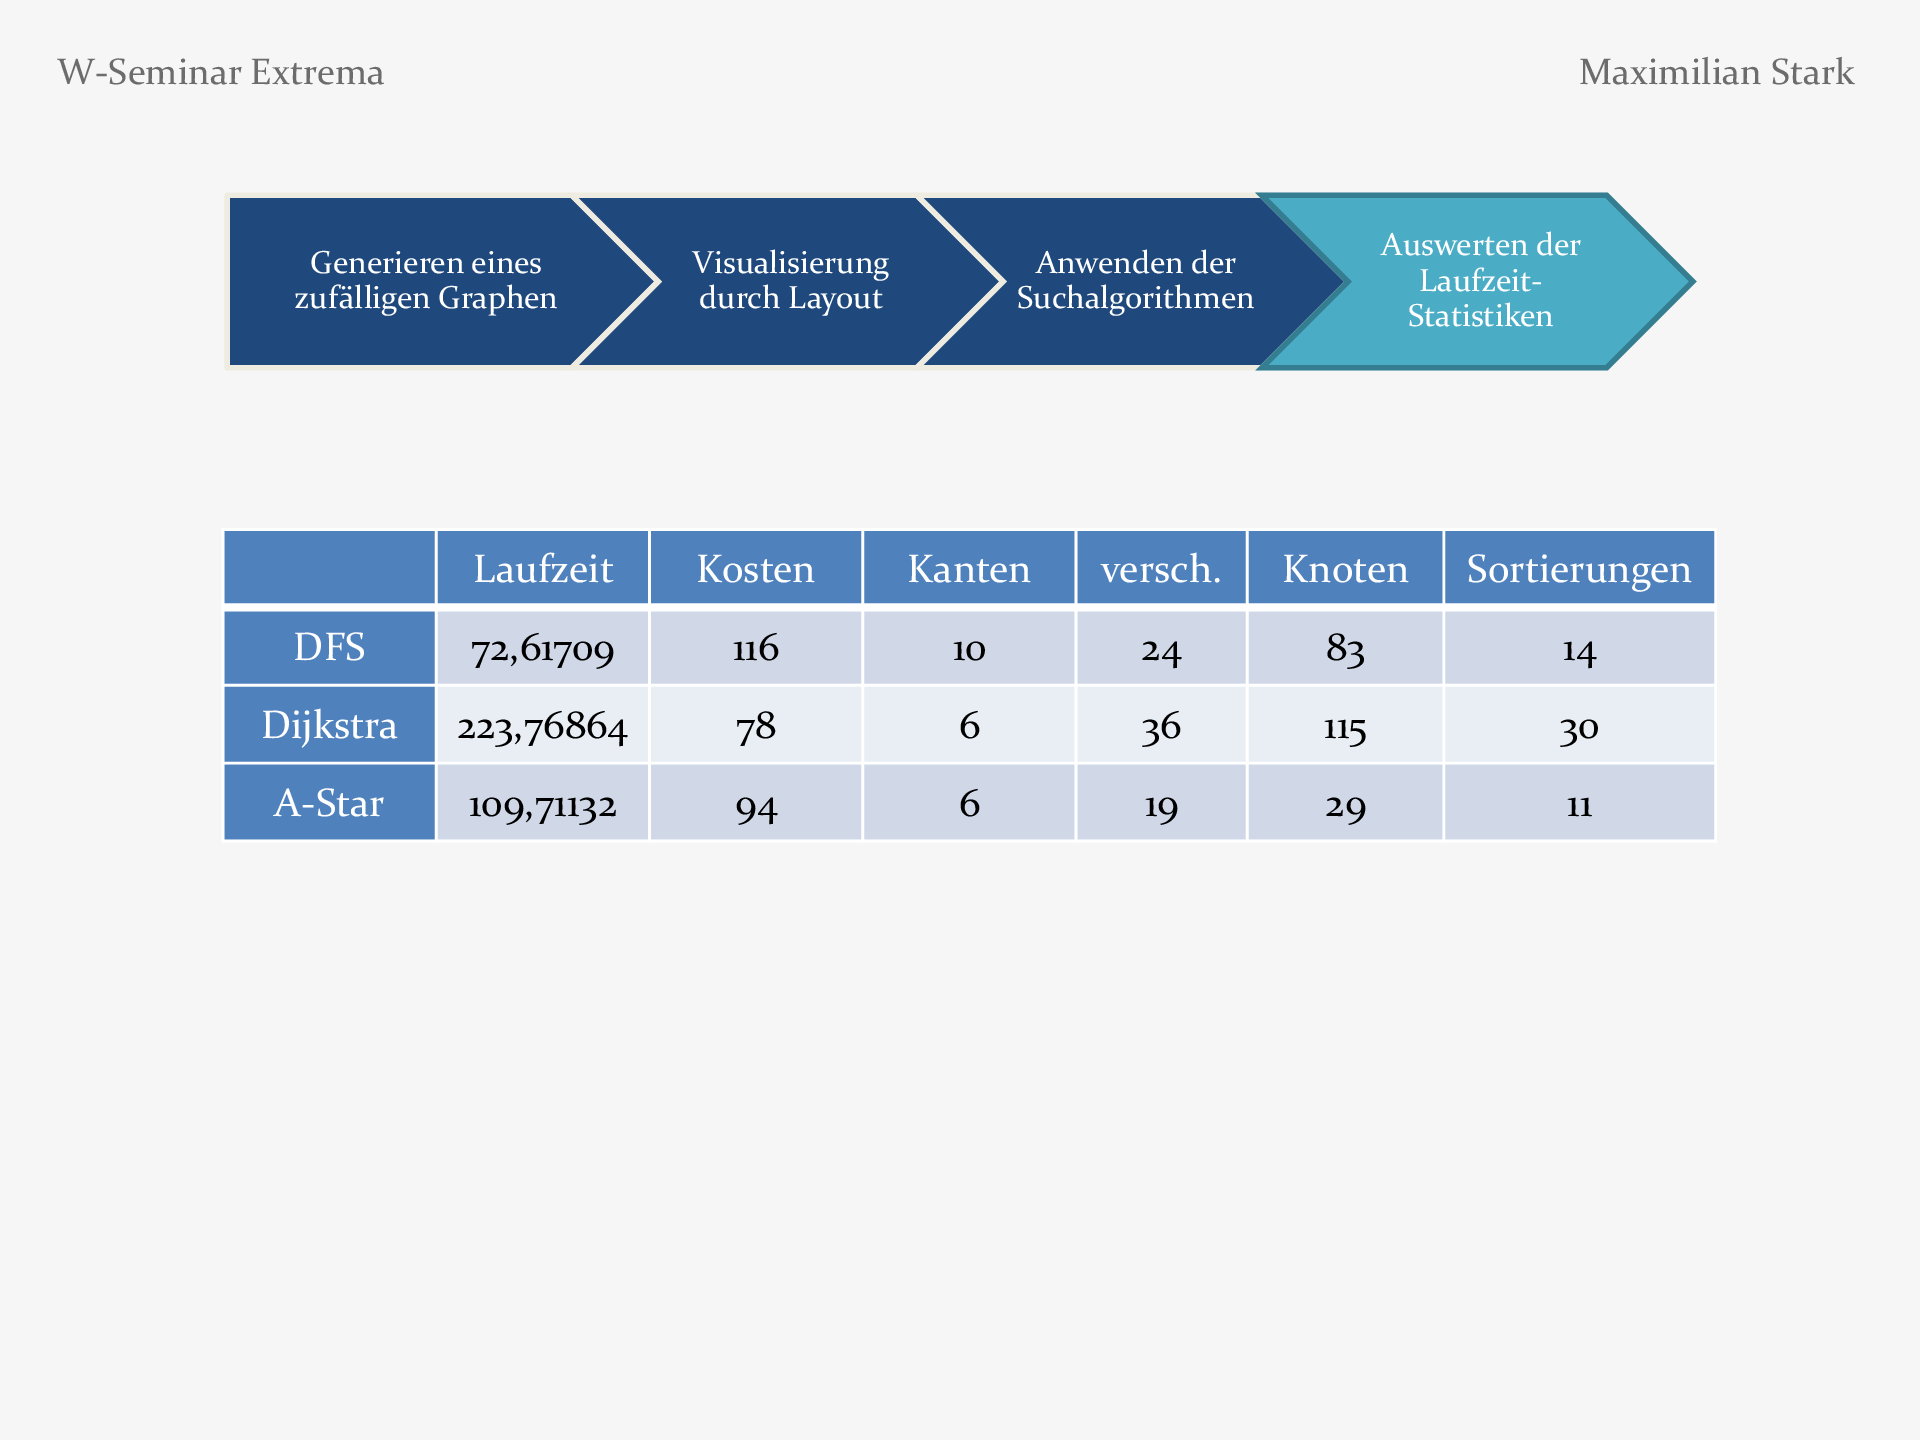 W-Seminar Extrema
Maximilian Stark
Generieren eines
zufälligen Graphen
Visualisierung
durch Layout
Anwenden der
Suchalgorithmen
Auswerten der
Laufzeit-
Statistiken
Laufzeit Kosten Kanten versch. Knoten Sortierungen
DFS 72,61709 116 10 24 83 14
Dijkstra 223,76864 78 6 36 115 30
A-Star 109,71132 94 6 19 29 11